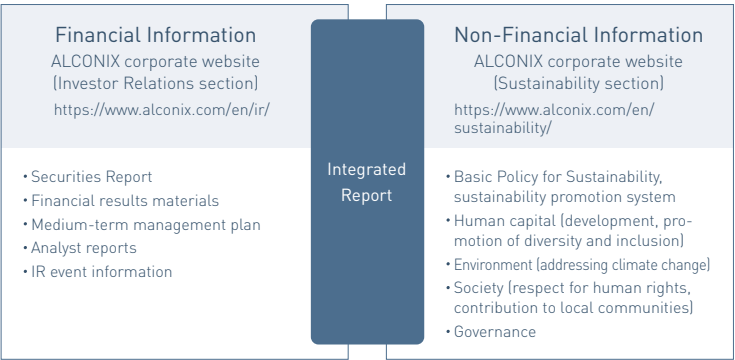 Financial Information
ALCONIX corporate website
(Investor Relations section)
https://www.alconix.com/en/ir/
• Securities Report
• Financial results materials
• Medium-term management plan
• Analyst reports
• IR event information
Integrated
Report
Non-Financial Information
ALCONIX corporate website
(Sustainability section)
https://www.alconix.com/en/
sustainability/
• Basic Policy for Sustainability,
sustainability promotion system
• Human capital (development, pro-
motion of diversity and inclusion)
• Environment (addressing climate change)
• Society (respect for human rights,
contribution to local communities)
• Governance